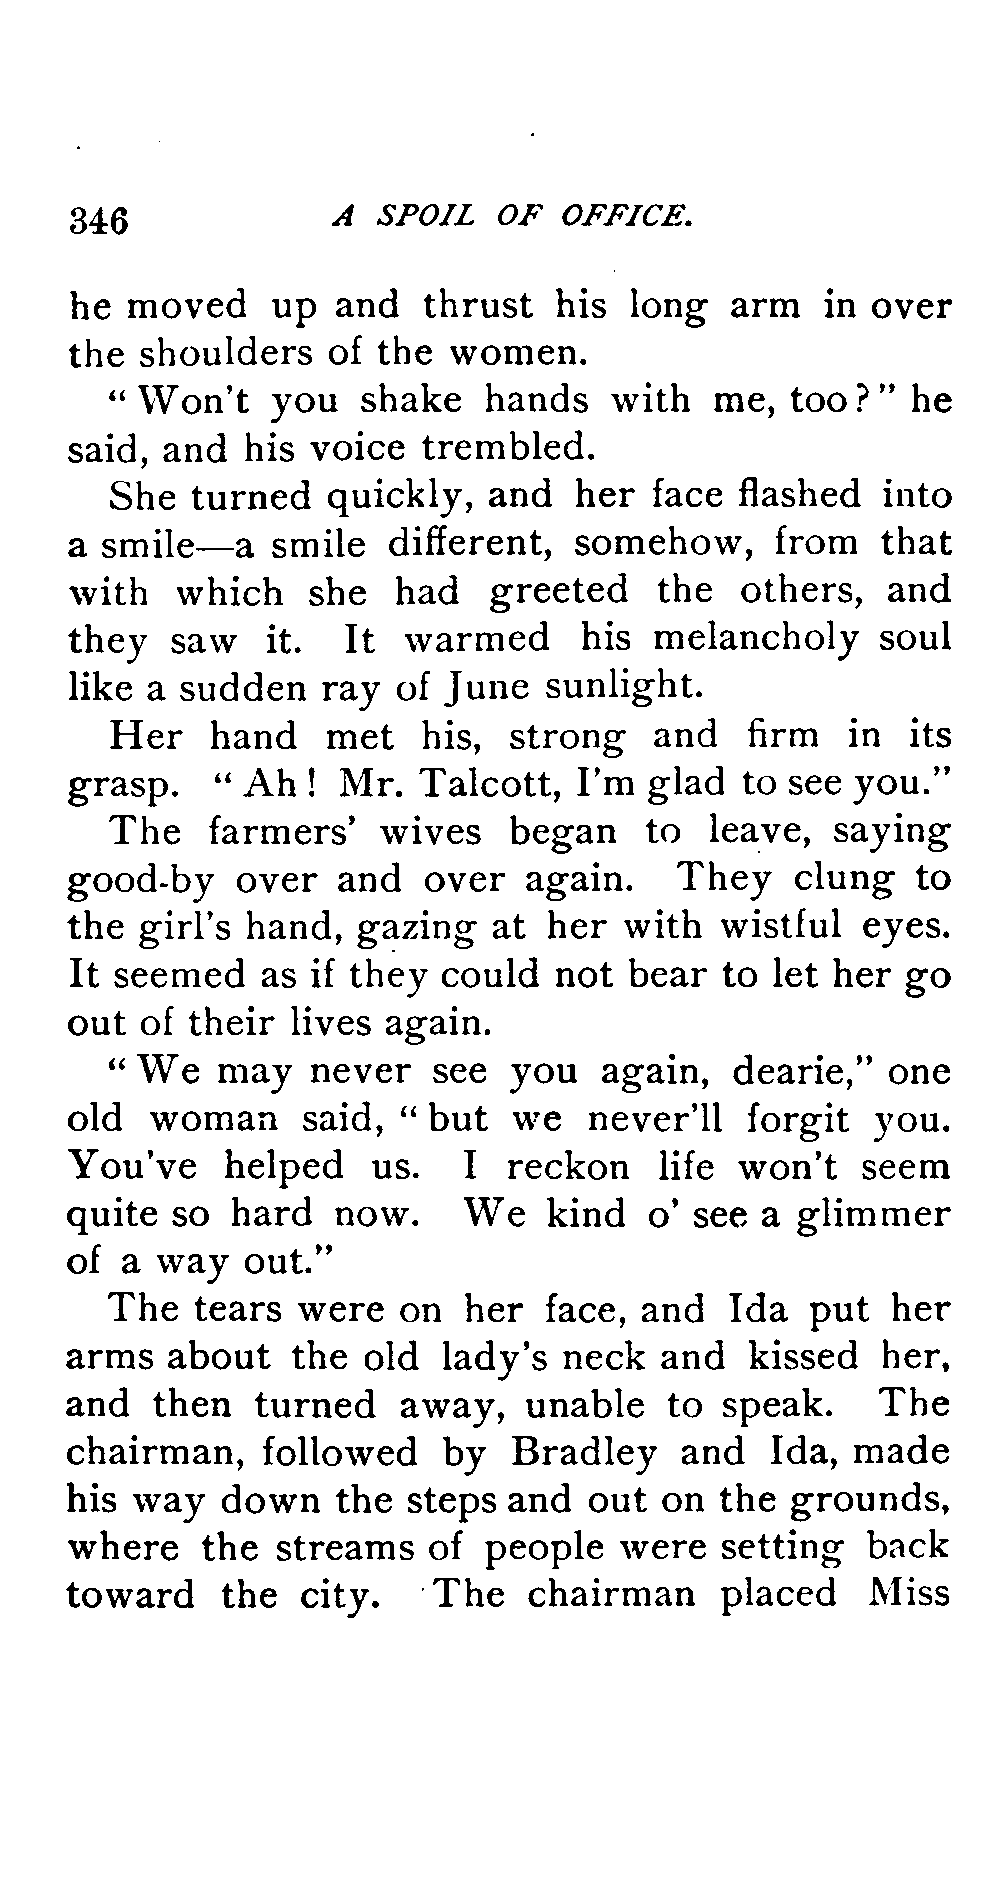 346 A SPOIL OF OFFICE.
he moved up and thrust his long arm in over
the shoulders of the women.
“Won't you shake hands with me, too?” he
said, and his voice trembled.
She turned quickly, and her face flashed into
a smile—a smile different, somehow, from that
with which she had greeted the others, and
they saw it. It warmed his melancholy soul
like a sudden ray of June sunlight.
Her hand met his, strong and firm in its
grasp. “Ah! Mr. Talcott, I'm glad to see you.”
The farmers' wives began to leave, saying
good-by over and over again. They clung to
the girl's hand, gazing at her with wistful eyes.
It seemed as if they could not bear to let her go
out of their lives again.
“We may never see you again, dearie,” one
old woman said, “but we never'll forgit you.
You've helped us. I reckon life won't seem
quite so hard now. We kind o' see a glimmer
of a way out.”
The tears were on her face, and Ida put her
arms about the old lady's neck and kissed her,
and then turned away, unable to speak. The
chairman, followed by Bradley and Ida, made
his way down the steps and out on the grounds,
where the streams of people were setting back
toward the city. The chairman placed Miss